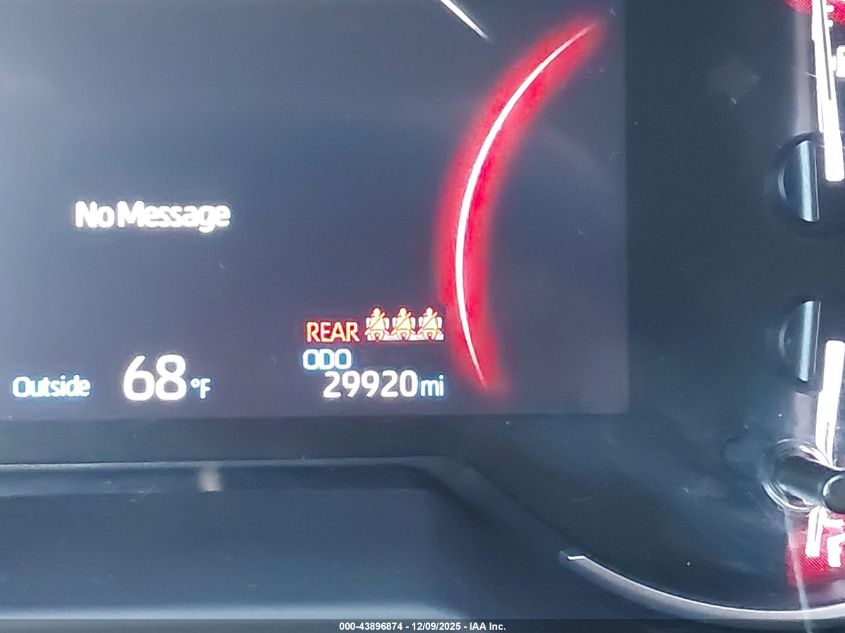 No Message
REAR
ODO
Outside 68°F 29920 mi
000-43896874 - 12/09/2025 - IAA Inc.